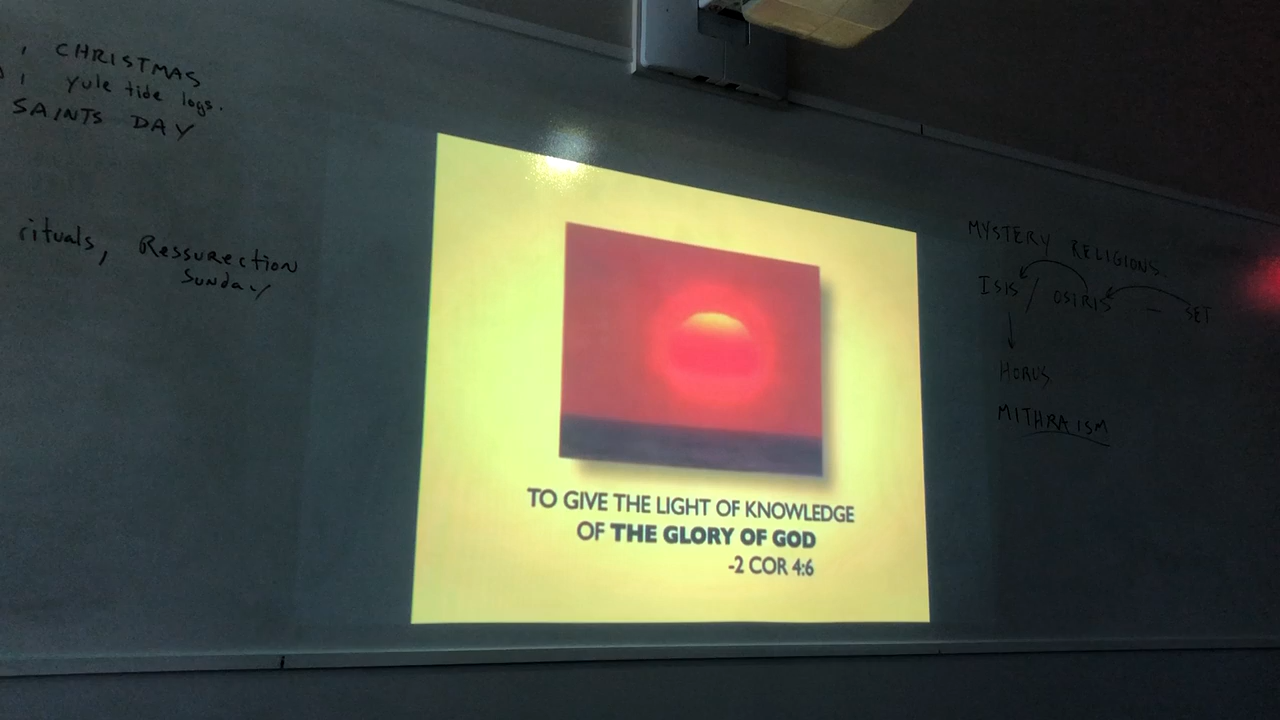 , CHRISTMAS
, yule tide logs.
SAINTS DAY
rituals, Ressurection
Sunday
TO GIVE THE LIGHT OF KNOWLEDGE
OF THE GLORY OF GOD
-2 COR 4:6
MYSTERY RELIGIONS.
ISIS / OSIRIS - SET
HORUS
MITHRAISM